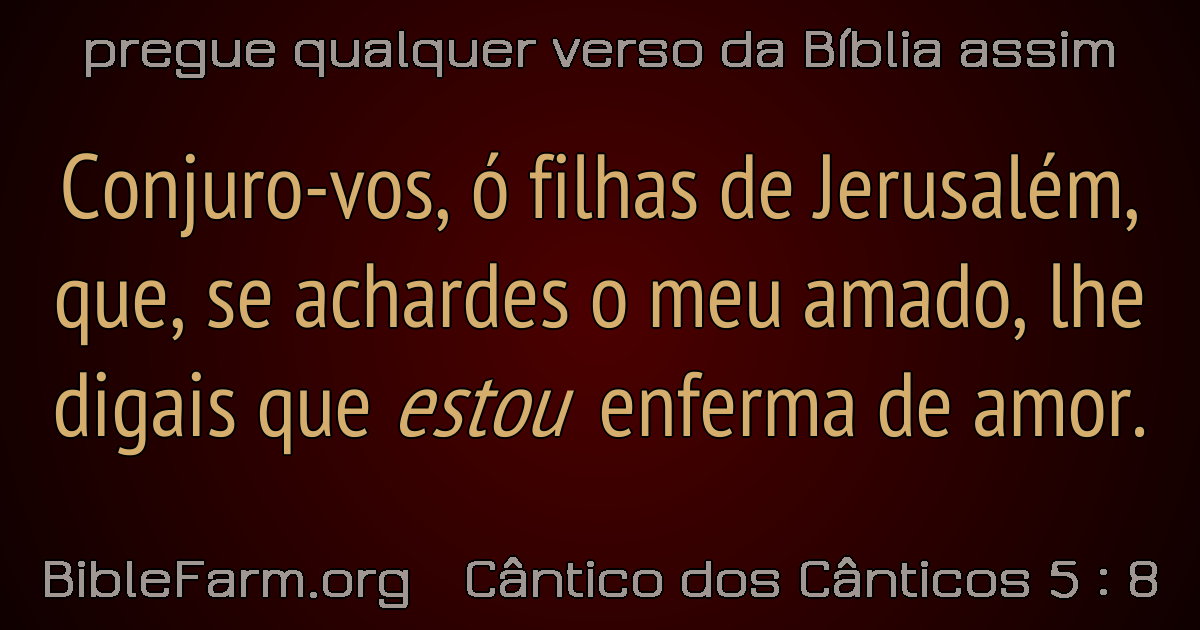 pregue qualquer verso da Bíblia assim
Conjuro-vos, ó filhas de Jerusalém,
que, se achardes o meu amado, lhe
digais que estou enferma de amor.
BibleFarm.org Cântico dos Cânticos 5 : 8